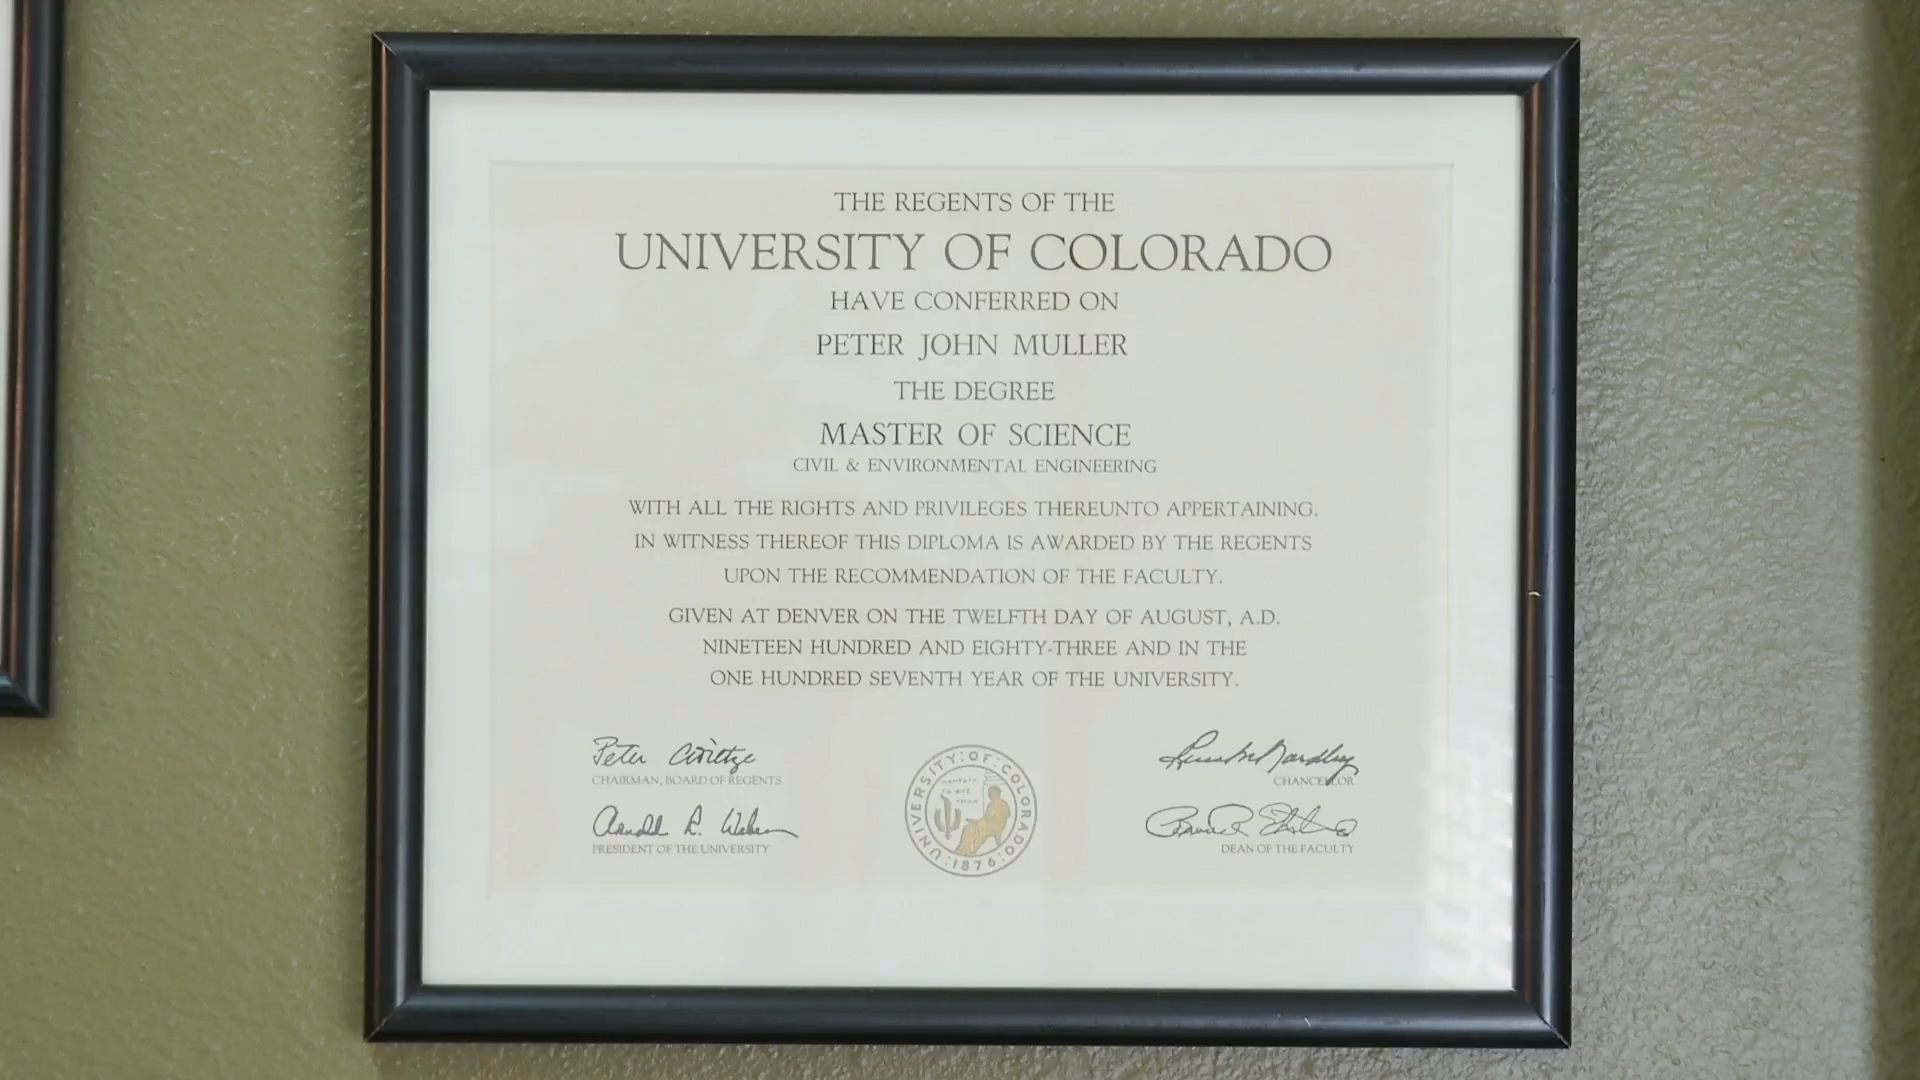 THE REGENTS OF THE
UNIVERSITY OF COLORADO
HAVE CONFERRED ON
PETER JOHN MULLER
THE DEGREE
MASTER OF SCIENCE
CIVIL & ENVIRONMENTAL ENGINEERING
WITH ALL THE RIGHTS AND PRIVILEGES THEREUNTO APPERTAINING.
IN WITNESS THEREOF THIS DIPLOMA IS AWARDED BY THE REGENTS
UPON THE RECOMMENDATION OF THE FACULTY.
GIVEN AT DENVER ON THE TWELFTH DAY OF AUGUST, A.D.
NINETEEN HUNDRED AND EIGHTY-THREE AND IN THE
ONE HUNDRED SEVENTH YEAR OF THE UNIVERSITY.
Peter
CHAIRMAN, BOARD OF REGENTS
Arnold R. Weber
PRESIDENT OF THE UNIVERSITY
UNIVERSITY · OF · COLORADO
1876
CHANCELLOR
DEAN OF THE FACULTY